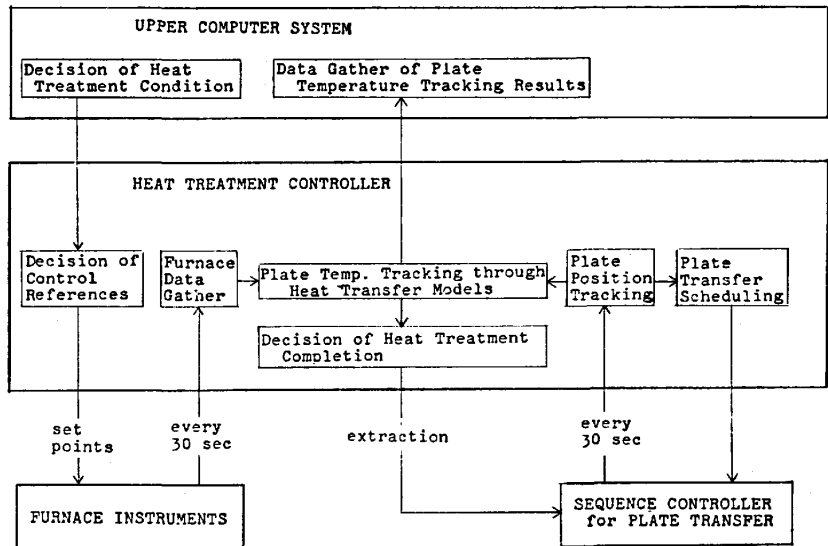 UPPER COMPUTER SYSTEM
Decision of Heat
Treatment Condition
Data Gather of Plate
Temperature Tracking Results
HEAT TREATMENT CONTROLLER
Decision of
Control
References
Furnace
Data
Gather
Plate Temp. Tracking through
Heat Transfer Models
Plate
Position
Tracking
Plate
Transfer
Scheduling
Decision of Heat Treatment
Completion
set
points
every
30 sec
extraction
every
30 sec
FURNACE INSTRUMENTS
SEQUENCE CONTROLLER
for PLATE TRANSFER